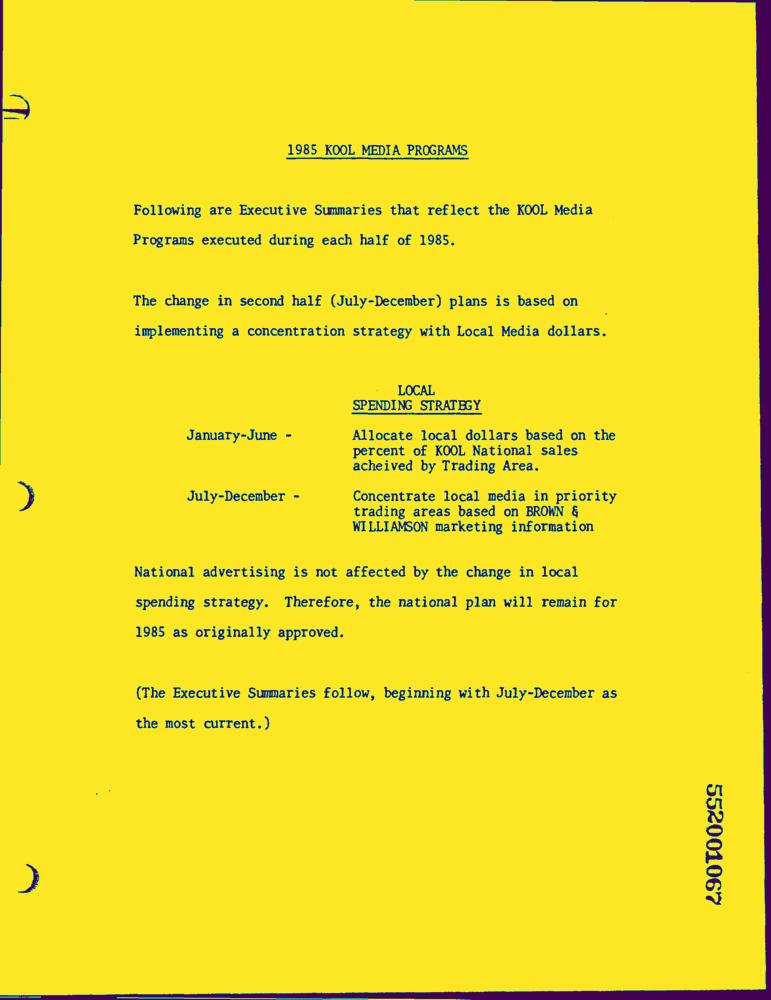 1985 KOOL MEDIA PROGRAMS
Following are Executive Summaries that reflect the KOOL Media
Programs executed during each half of 1985.
The change in second half (July-December) plans is based on
implementing a concentration strategy with Local Media dollars.
LOCAL
SPENDING STRATEGY
January-June - Allocate local dollars based on the
percent of KOOL National sales
acheived by Trading Area.
July-December - Concentrate local media in priority
trading areas based on BROWN &
WILLIAMSON marketing information
National advertising is not affected by the change in local
spending strategy. Therefore, the national plan will remain for
1985 as originally approved.
(The Executive Summaries follow, beginning with July-December as
the most current.)
552001067